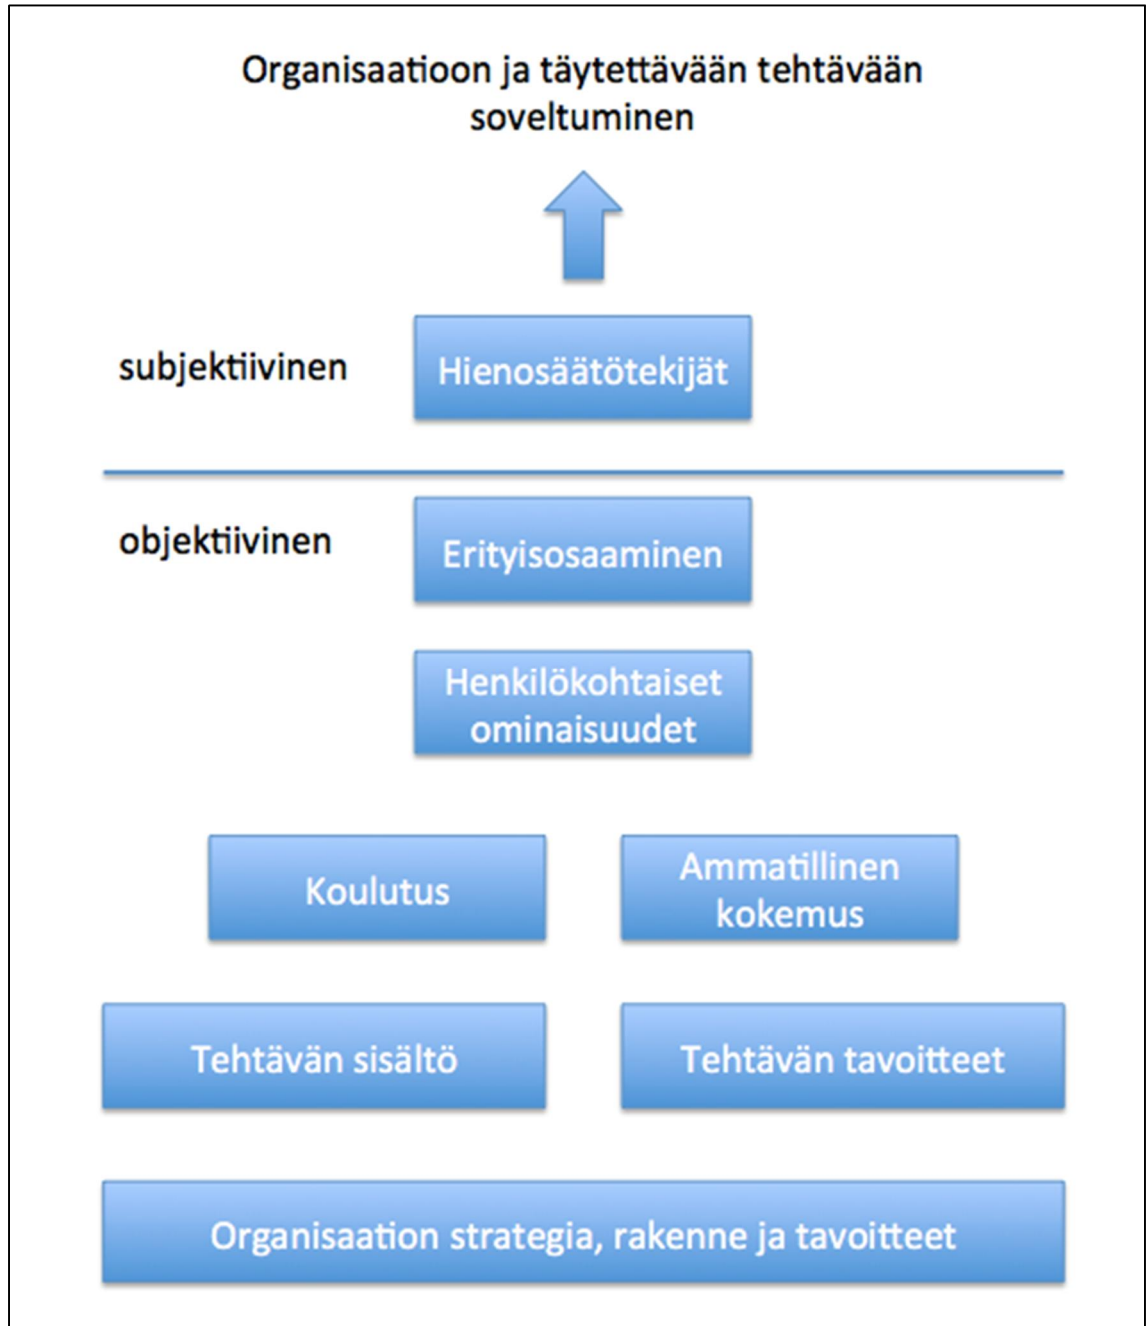 Organisaatioon ja täytettävään tehtävään
soveltuminen
subjektiivinen
Hienosäätötekijät
objektiivinen
Erityisosaaminen
Henkilökohtaiset
ominaisuudet
Koulutus
Ammatillinen
kokemus
Tehtävän sisältö
Tehtävän tavoitteet
Organisaation strategia, rakenne ja tavoitteet